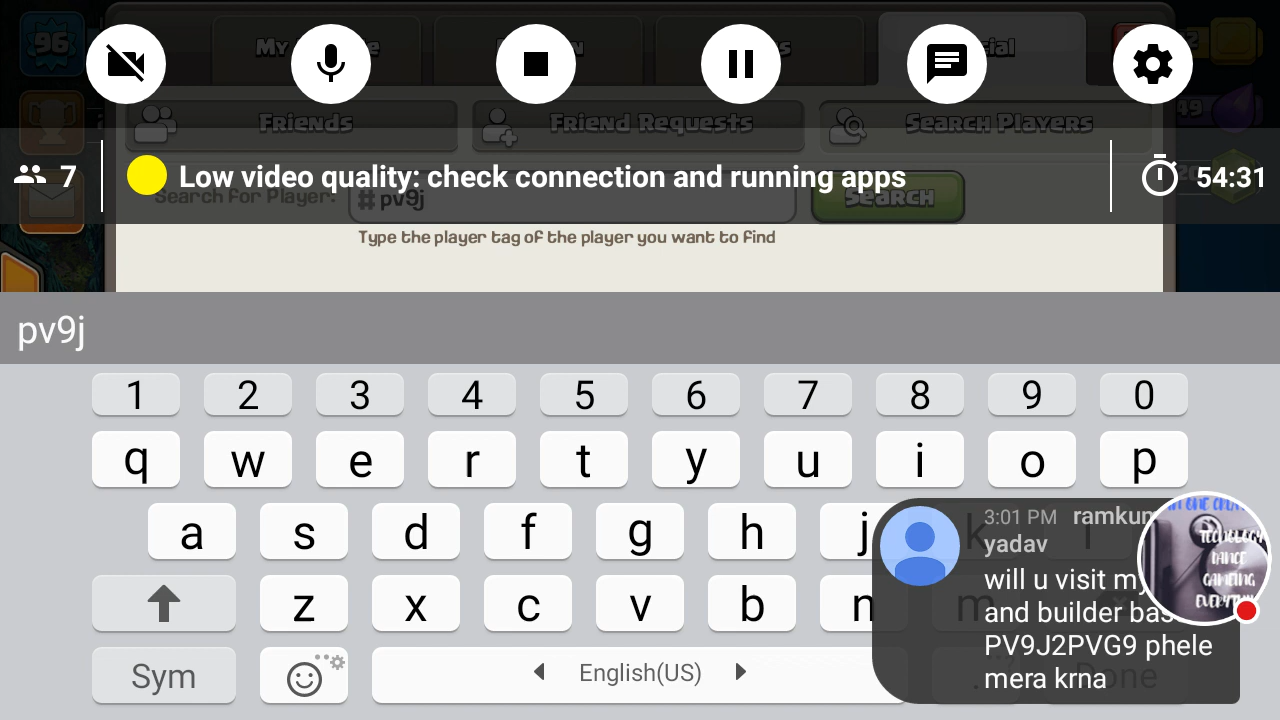 96
Friends
Friend Requests
Search Players
7
Low video quality: check connection and running apps
54:31
Search for Player:
# pv9j
Search
Type the player tag of the player you want to find
pv9j
1 2 3 4 5 6 7 8 9 0
q w e r t y u i o p
a s d f g h j k l
z x c v b n m
Sym
English(US)
.
Done
3:01 PM
yadav
will u visit my
and builder
PV9J2PVG9 phele
mera krna